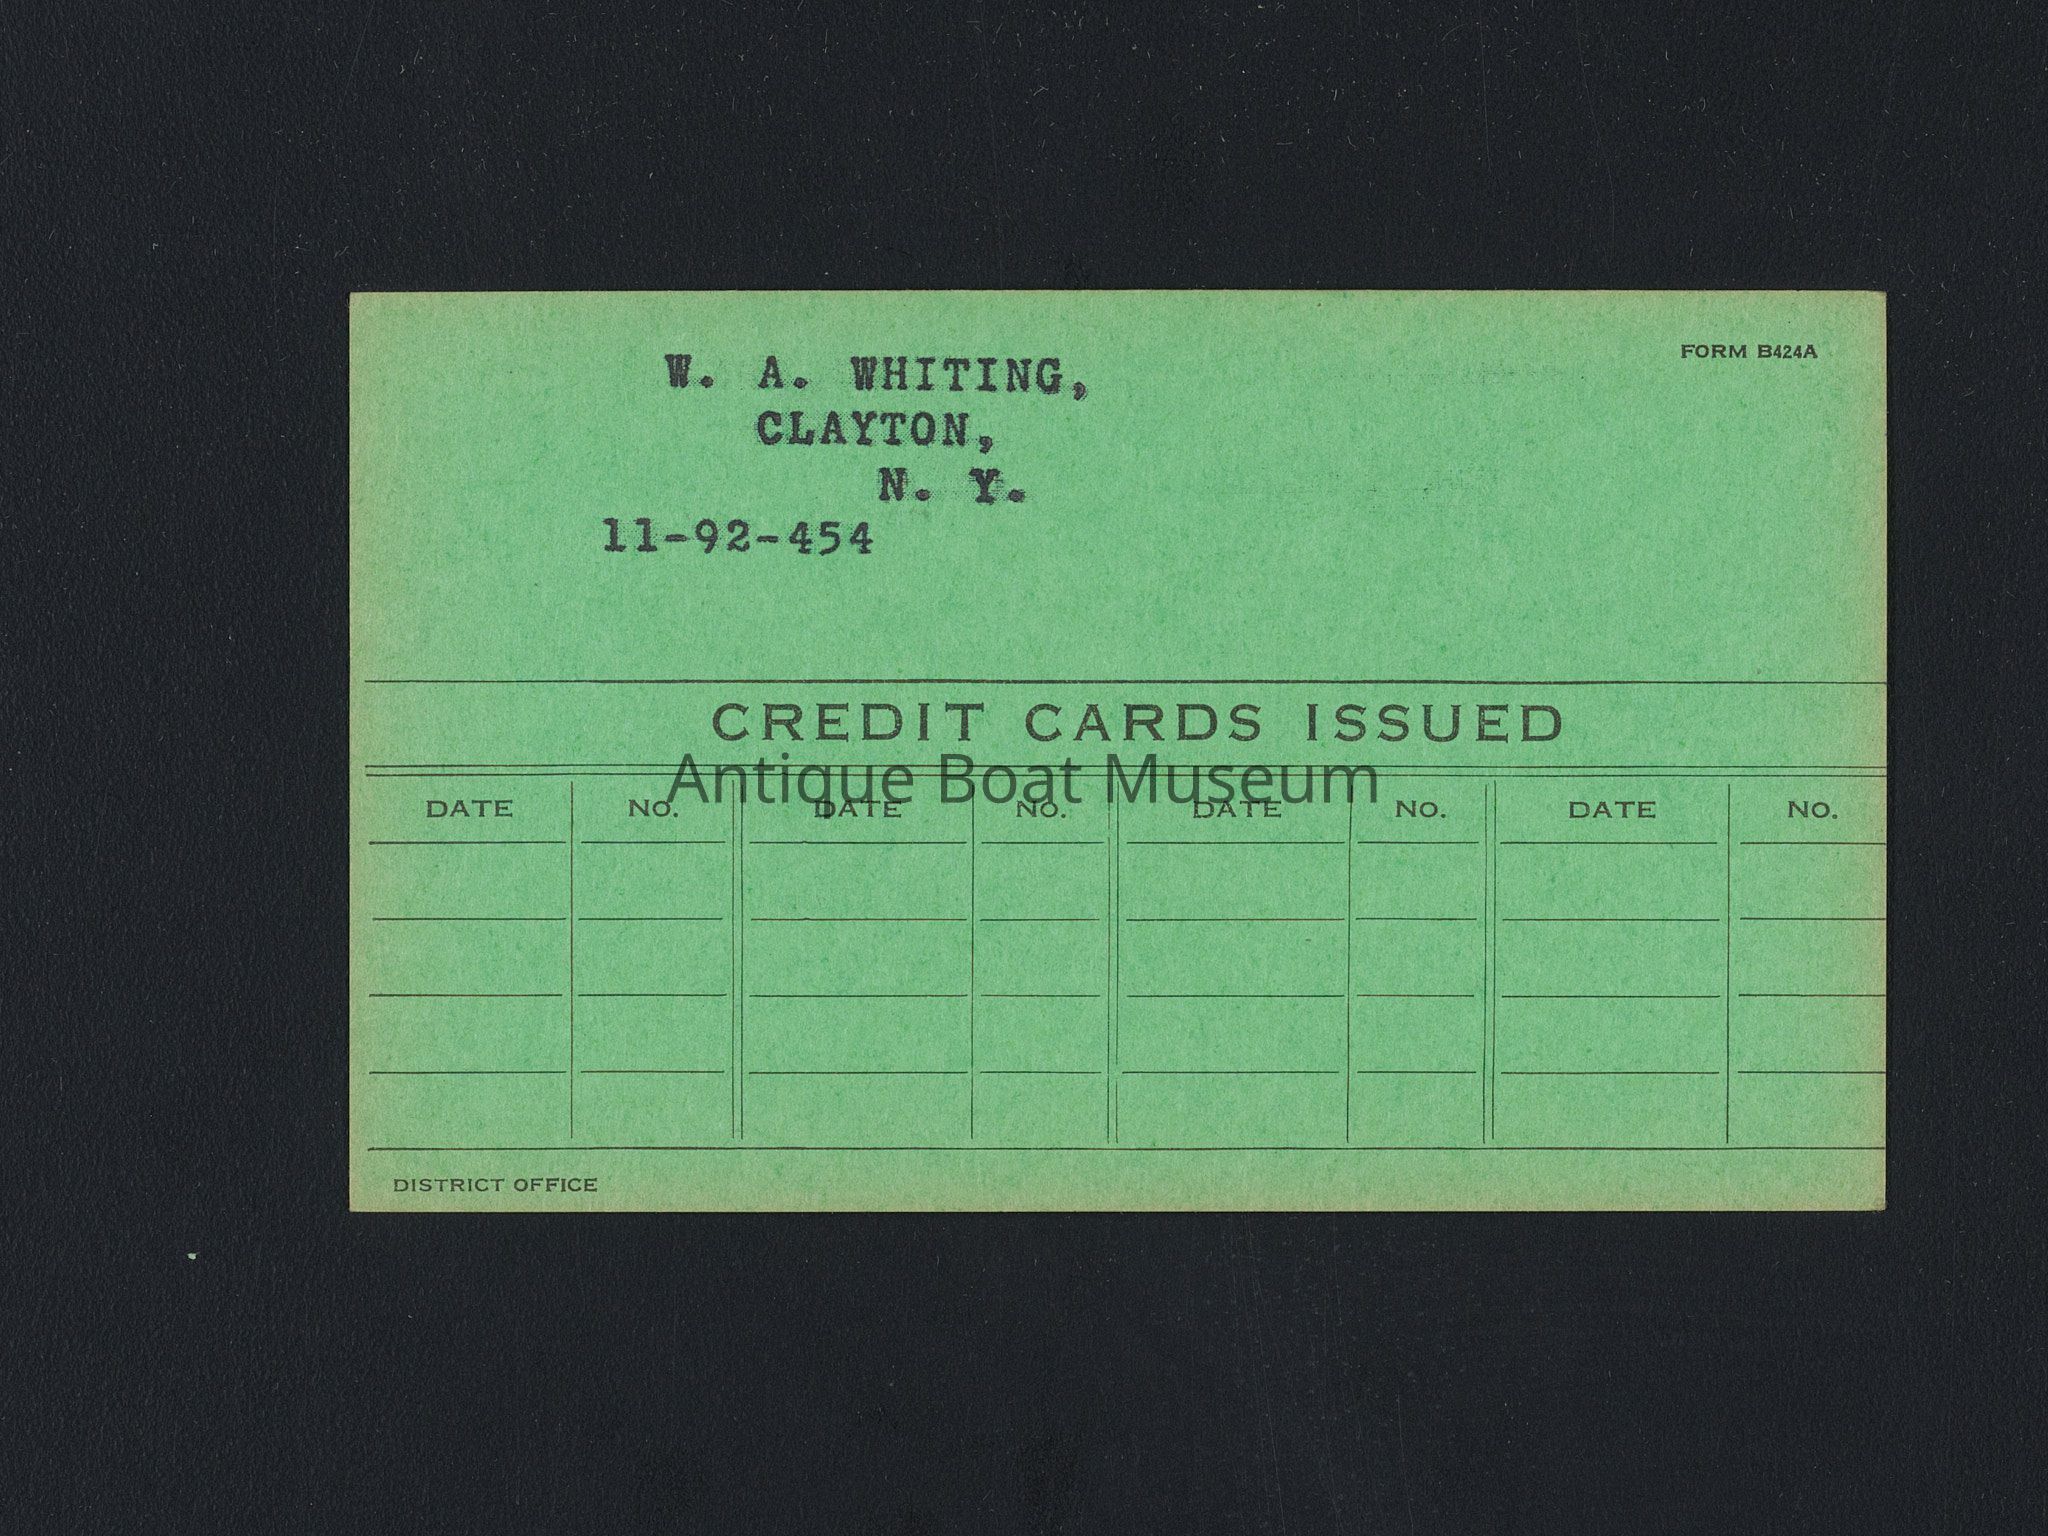 FORM B424A
W. A. WHITING,
CLAYTON,
N. Y.
11-92-454
CREDIT CARDS ISSUED
Antique Boat Museum
DATE No. DATE No. DATE No. DATE No.
DISTRICT OFFICE